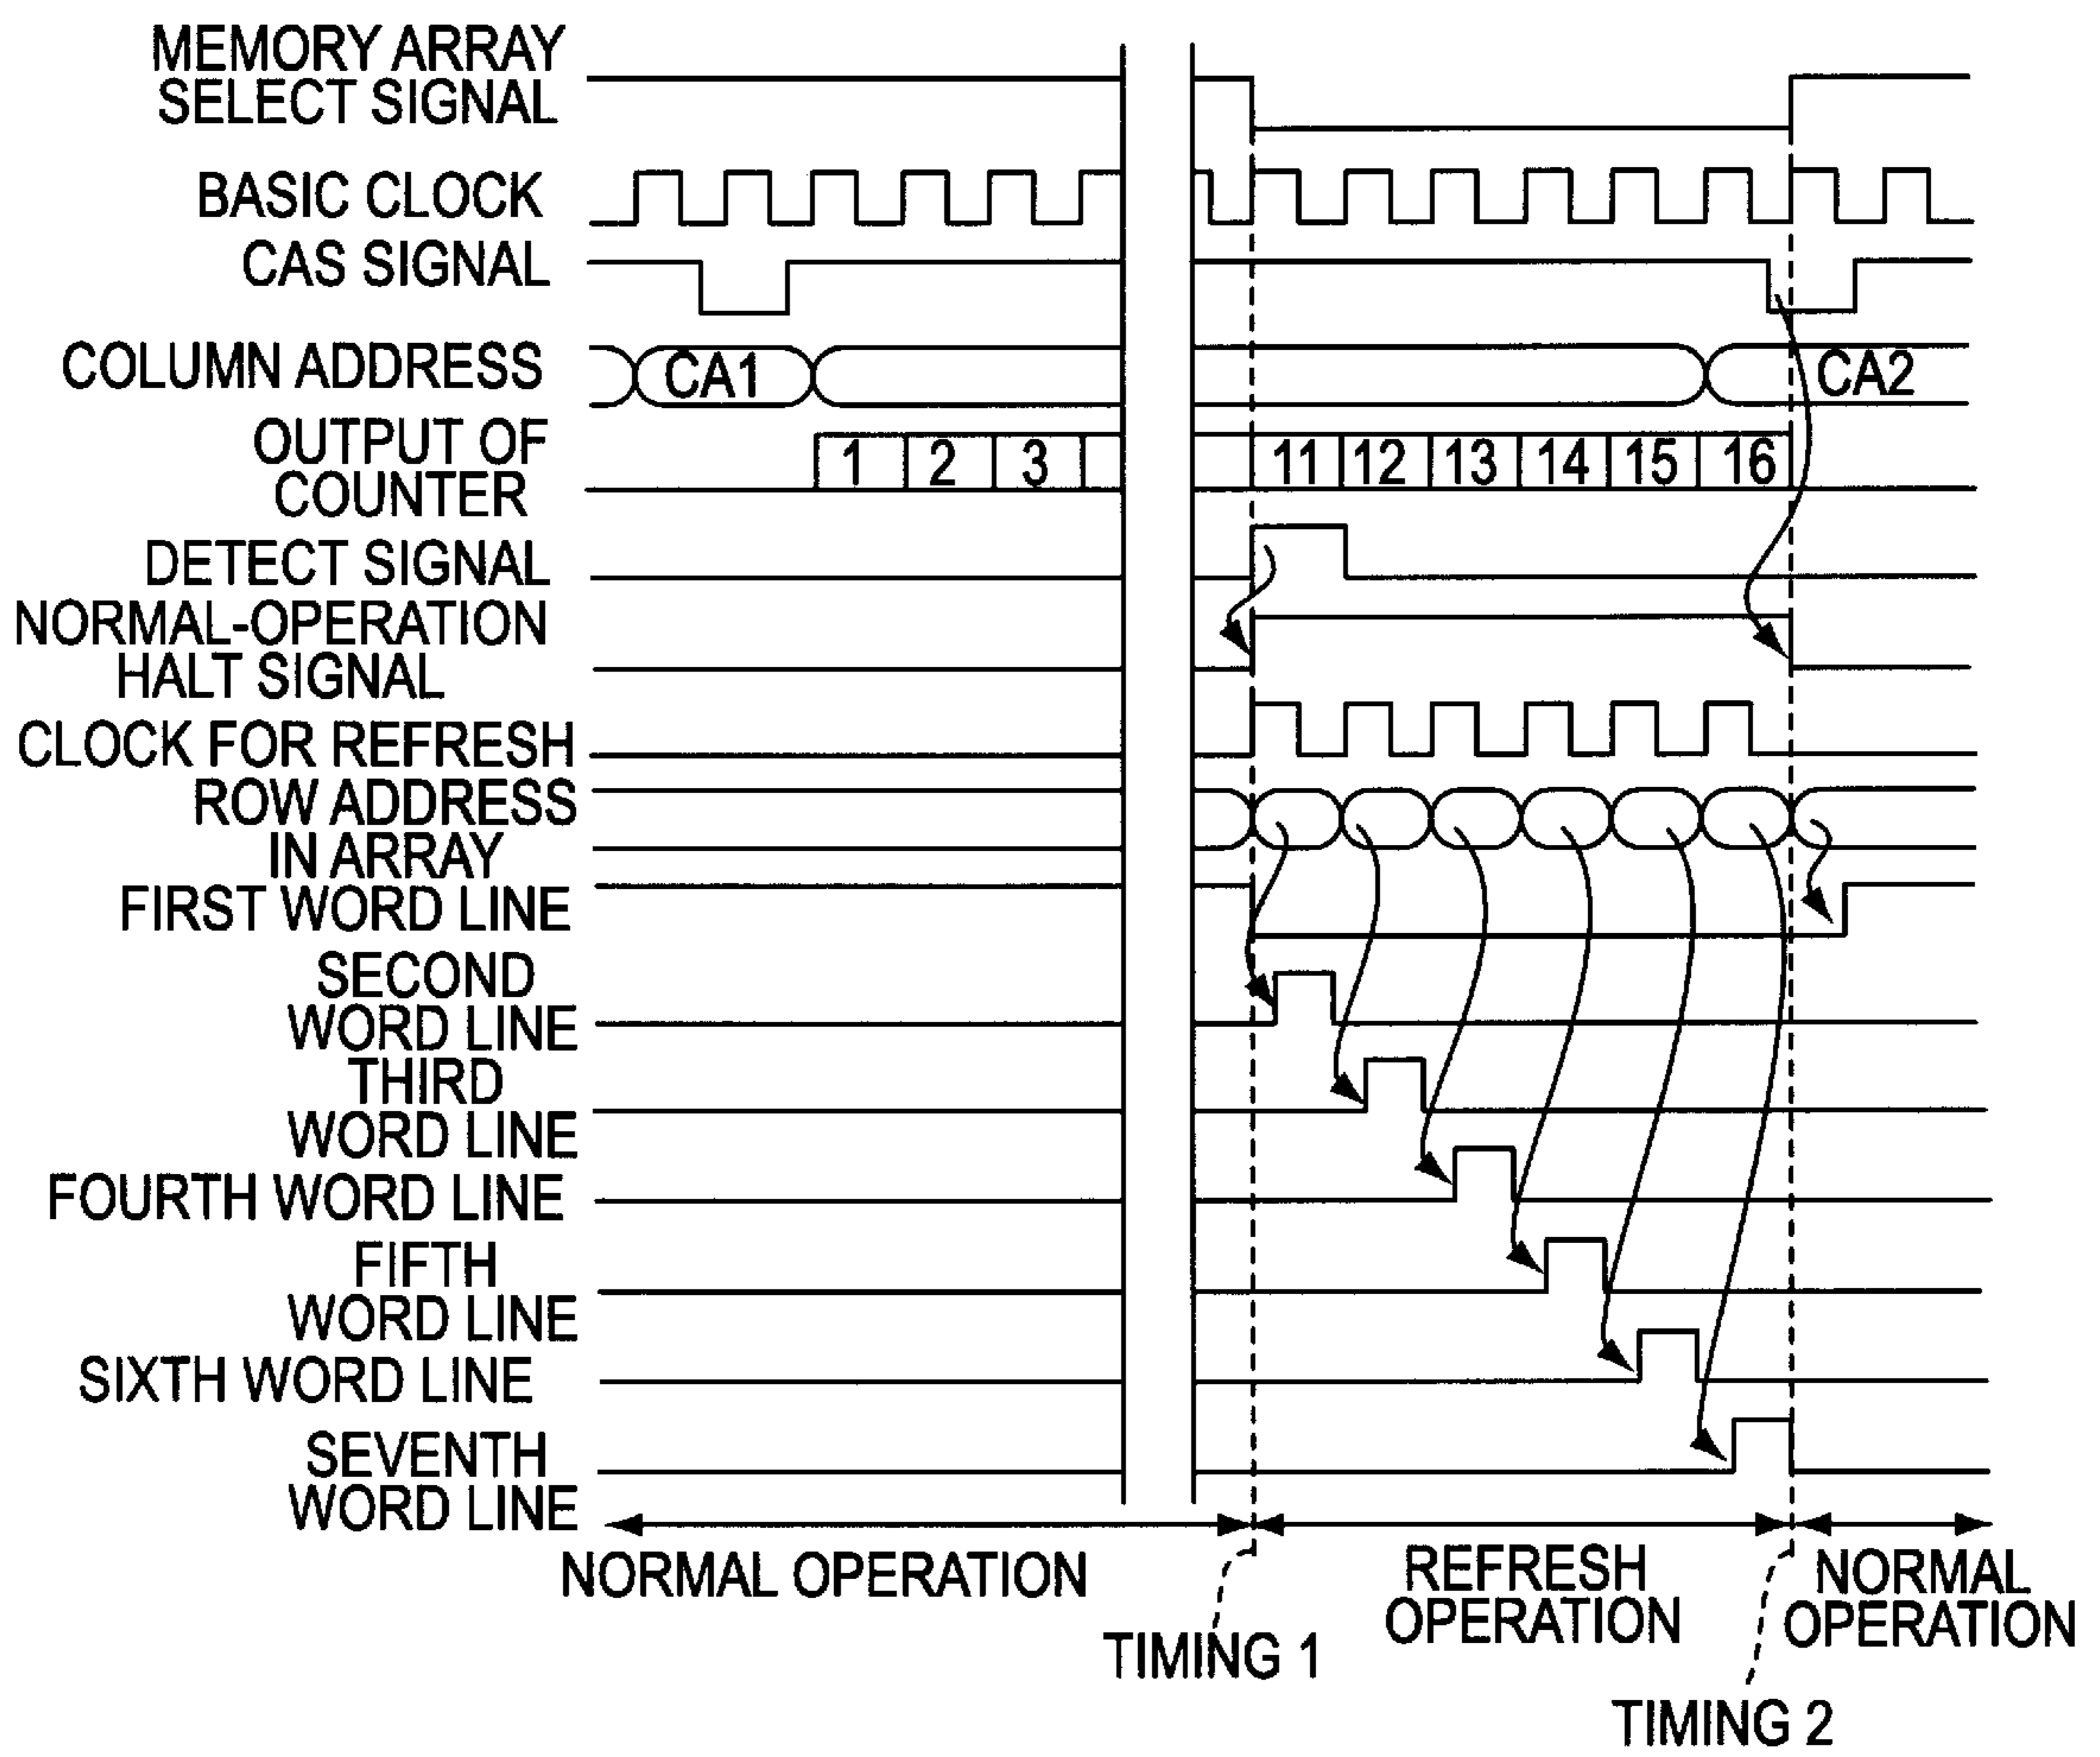 MEMORY ARRAY
SELECT SIGNAL
BASIC CLOCK
CAS SIGNAL
COLUMN ADDRESS
CA1
CA2
OUTPUT OF
COUNTER
1 2 3 11 12 13 14 15 16
DETECT SIGNAL
NORMAL-OPERATION
HALT SIGNAL
CLOCK FOR REFRESH
ROW ADDRESS
IN ARRAY
FIRST WORD LINE
SECOND
WORD LINE
THIRD
WORD LINE
FOURTH WORD LINE
FIFTH
WORD LINE
SIXTH WORD LINE
SEVENTH
WORD LINE
NORMAL OPERATION
REFRESH
OPERATION
NORMAL
OPERATION
TIMING 1
TIMING 2